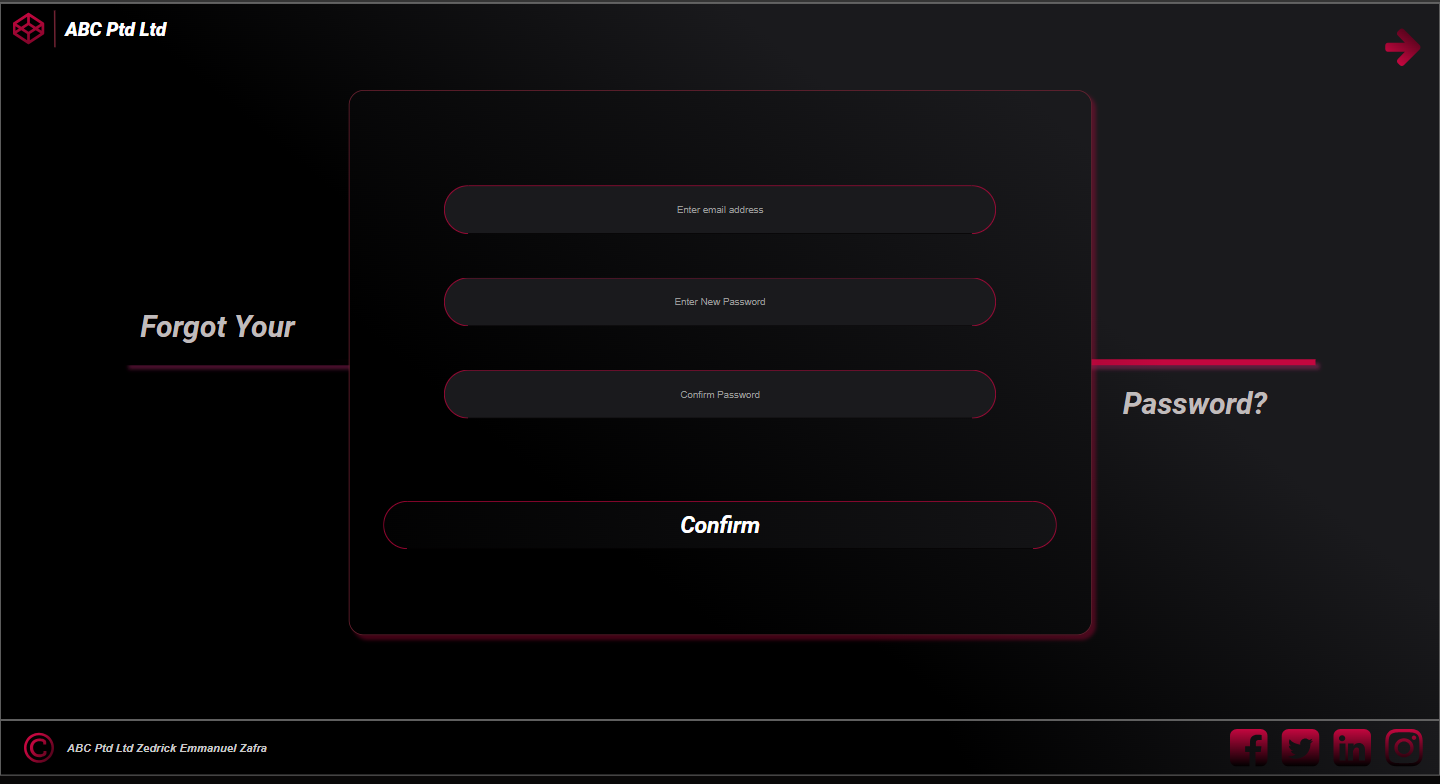 ABC Ptd Ltd
Enter email address
Enter New Password
Forgot Your
Confirm Password
Password?
Confirm
© ABC Ptd Ltd Zedrick Emmanuel Zafra